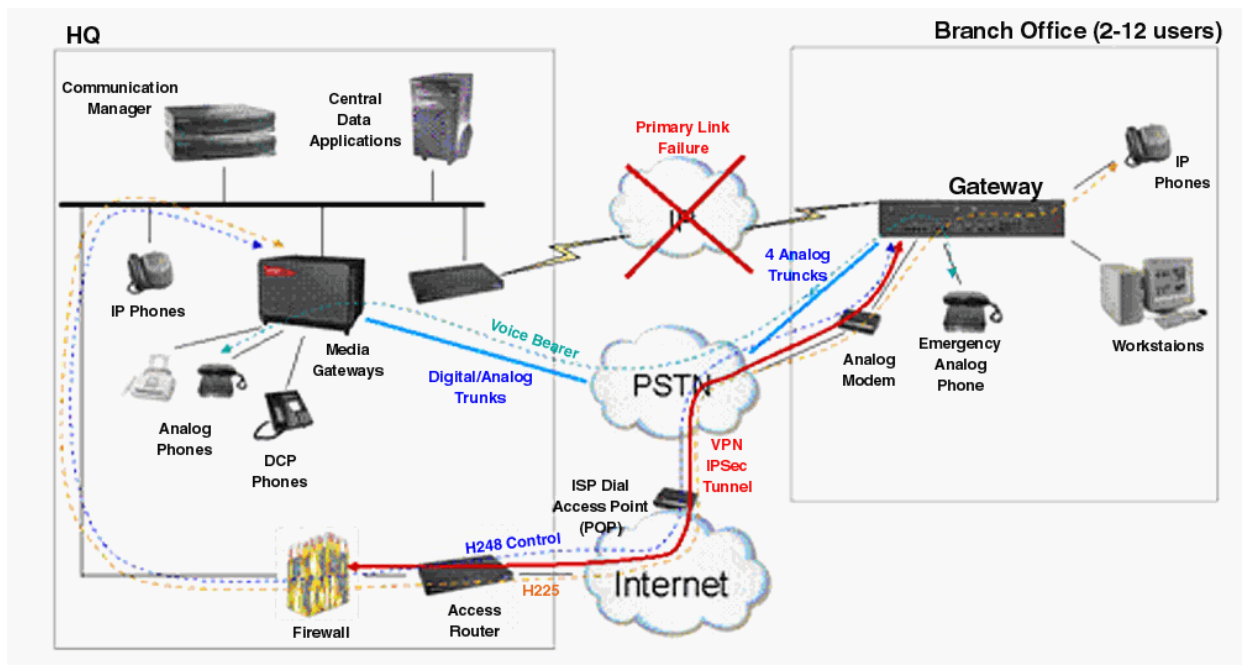 HQ
Branch Office (2-12 users)
Communication
Manager
Central
Data
Applications
Primary Link
Failure
IP
Gateway
IP
Phones
4 Analog
Truncks
IP Phones
Voice Bearer
Media
Gateways
Digital/Analog
Trunks
PSTN
Analog
Modem
Emergency
Analog
Phone
Workstaions
Analog
Phones
DCP
Phones
VPN
IPSec
Tunnel
ISP Dial
Access Point
(POP)
H248 Control
H225
Internet
Access
Router
Firewall